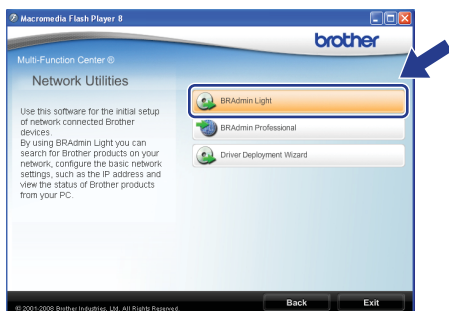 Macromedia Flash Player 8
brother
Multi-Function Center ®
Network Utilities
Use this software for the initial setup
of network connected Brother
devices.
By using BRAdmin Light you can
search for Brother products on your
network, configure the basic network
settings, such as the IP address and
view the status of Brother products
from your PC.
BRAdmin Light
BRAdmin Professional
Driver Deployment Wizard
© 2001-2008 Brother Industries, Ltd. All Rights Reserved.
Back
Exit